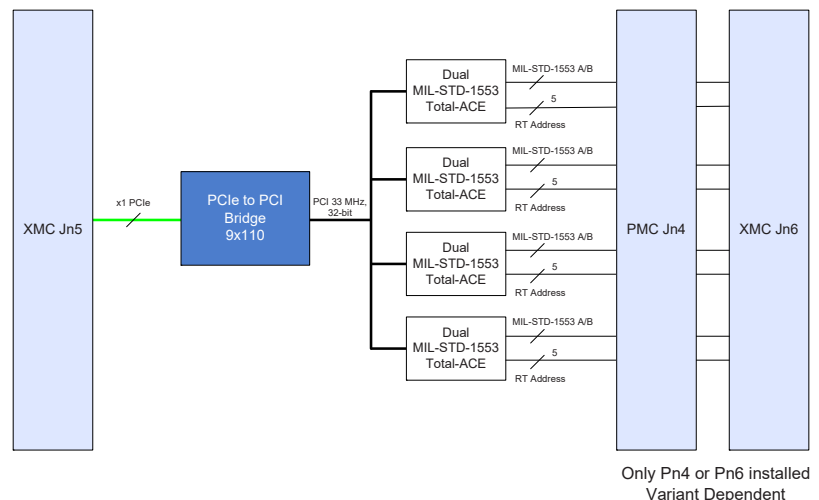 XMC Jn5
x1 PCIe
PCIe to PCI
Bridge
9x110
PCI 33 MHz,
32-bit
Dual
MIL-STD-1553
Total-ACE
MIL-STD-1553 A/B
5
RT Address
Dual
MIL-STD-1553
Total-ACE
MIL-STD-1553 A/B
5
RT Address
Dual
MIL-STD-1553
Total-ACE
MIL-STD-1553 A/B
5
RT Address
Dual
MIL-STD-1553
Total-ACE
MIL-STD-1553 A/B
5
RT Address
PMC Jn4
XMC Jn6
Only Pn4 or Pn6 installed
Variant Dependent